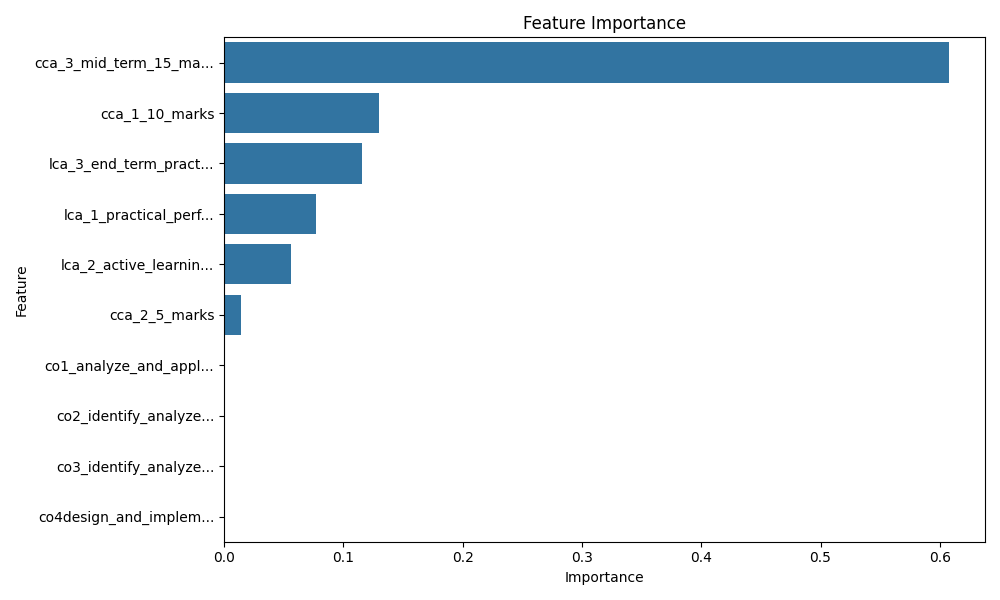 Feature Importance
cca_3_mid_term_15_ma...
cca_1_10_marks
lca_3_end_term_pract...
lca_1_practical_perf...
lca_2_active_learnin...
cca_2_5_marks
co1_analyze_and_appl...
co2_identify_analyze...
co3_identify_analyze...
co4design_and_implem...
Feature
0.0 0.1 0.2 0.3 0.4 0.5 0.6
Importance